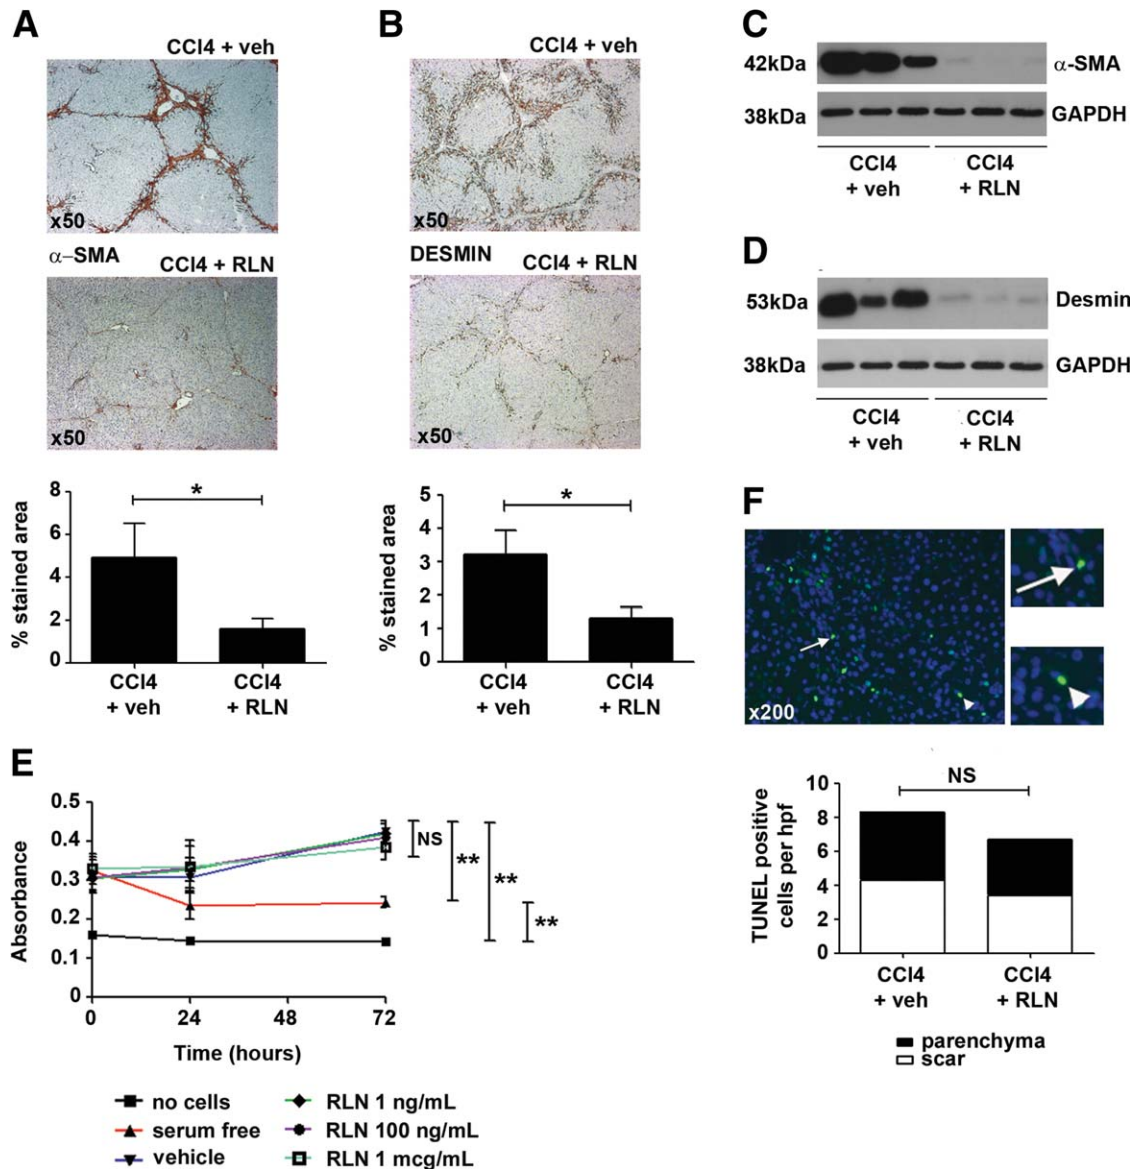 A
CCl4 + veh
x50
α–SMA
CCl4 + RLN
x50
% stained area
8
6
4
2
0
*
CCl4
+ veh
CCl4
+ RLN
B
CCl4 + veh
x50
DESMIN
CCl4 + RLN
x50
% stained area
5
4
3
2
1
0
*
CCl4
+ veh
CCl4
+ RLN
C
42kDa
α-SMA
38kDa
GAPDH
CCl4
+ veh
CCl4
+ RLN
D
53kDa
Desmin
38kDa
GAPDH
CCl4
+ veh
CCl4
+ RLN
E
Absorbance
0.5
0.4
0.3
0.2
0.1
0
0
24
48
72
Time (hours)
NS
**
**
**
no cells
serum free
vehicle
RLN 1 ng/mL
RLN 100 ng/mL
RLN 1 mcg/mL
F
x200
TUNEL positive
cells per hpf
10
8
6
4
2
0
NS
CCl4
+ veh
CCl4
+ RLN
parenchyma
scar